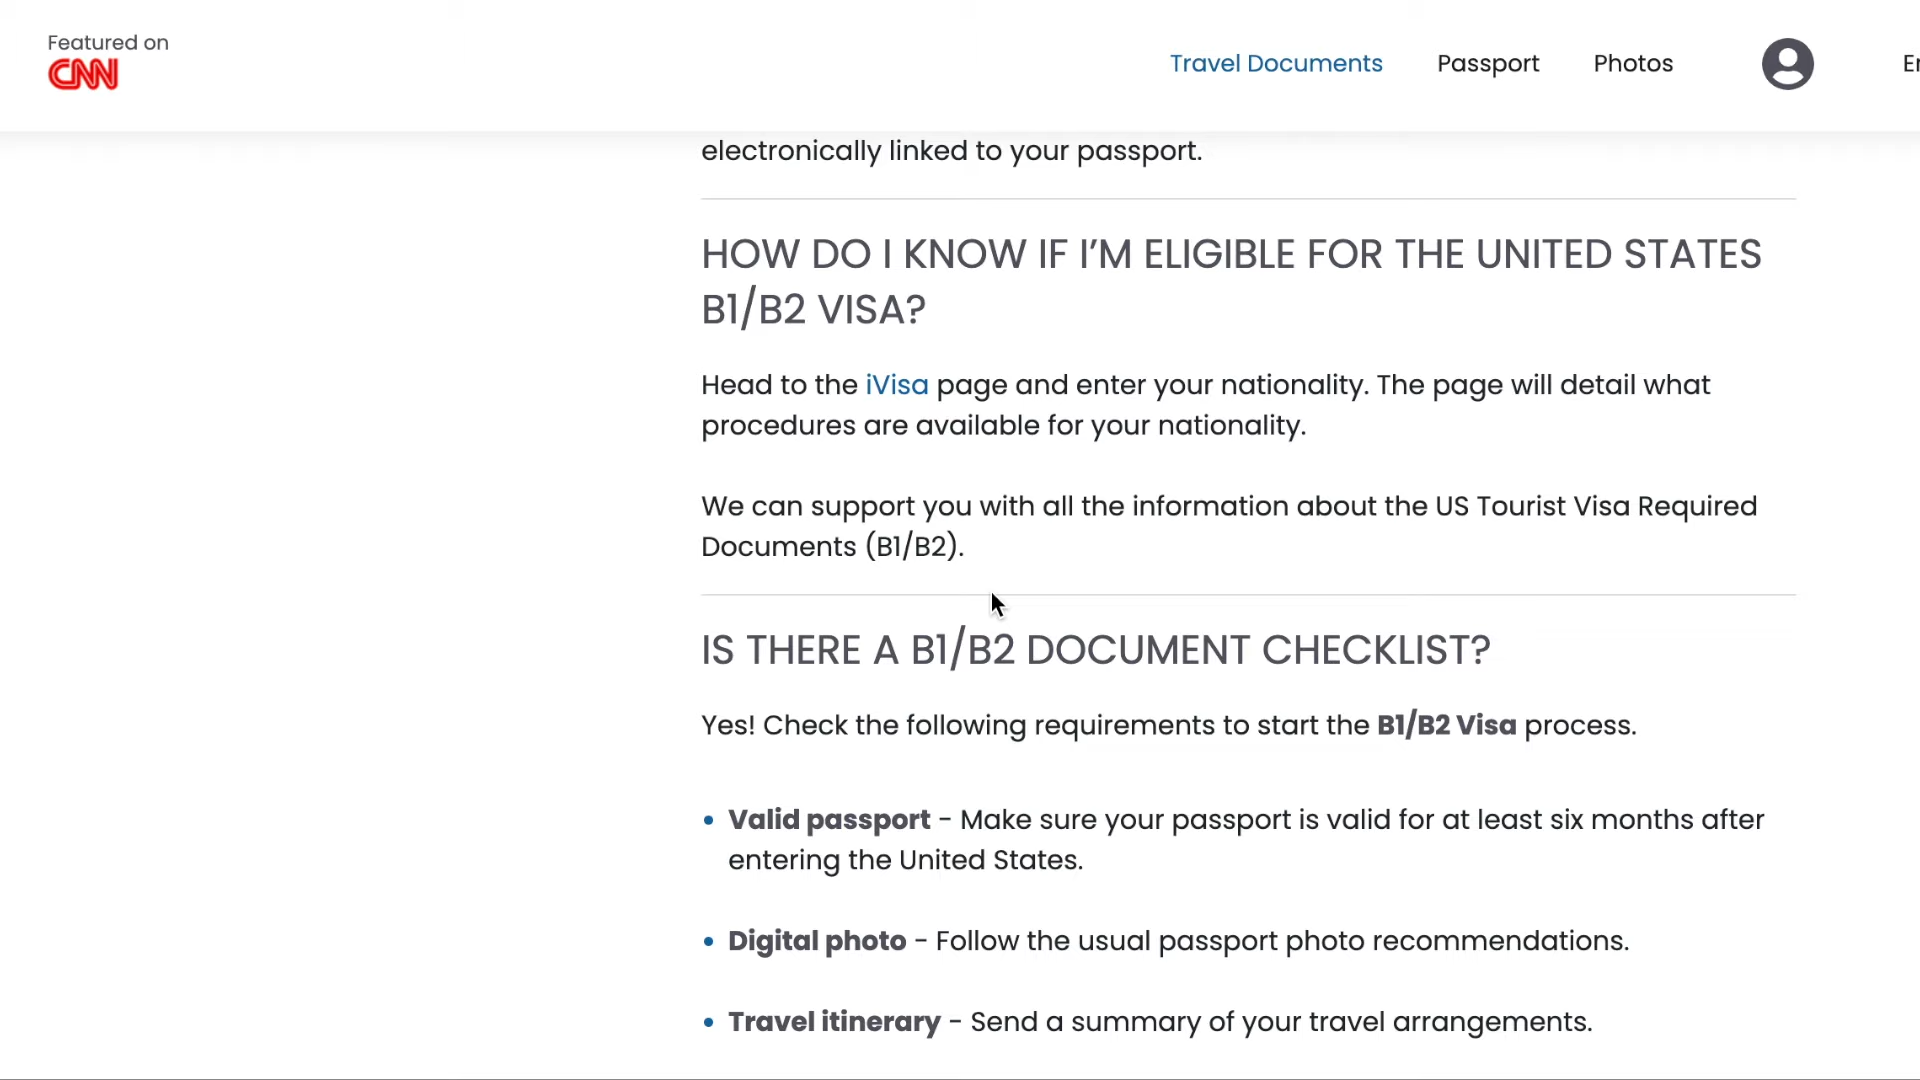 Featured on
CNN
Travel Documents
Passport
Photos
electronically linked to your passport.
HOW DO I KNOW IF I’M ELIGIBLE FOR THE UNITED STATES
B1/B2 VISA?
Head to the iVisa page and enter your nationality. The page will detail what
procedures are available for your nationality.
We can support you with all the information about the US Tourist Visa Required
Documents (B1/B2).
IS THERE A B1/B2 DOCUMENT CHECKLIST?
Yes! Check the following requirements to start the B1/B2 Visa process.
• Valid passport - Make sure your passport is valid for at least six months after
entering the United States.
• Digital photo - Follow the usual passport photo recommendations.
• Travel itinerary - Send a summary of your travel arrangements.